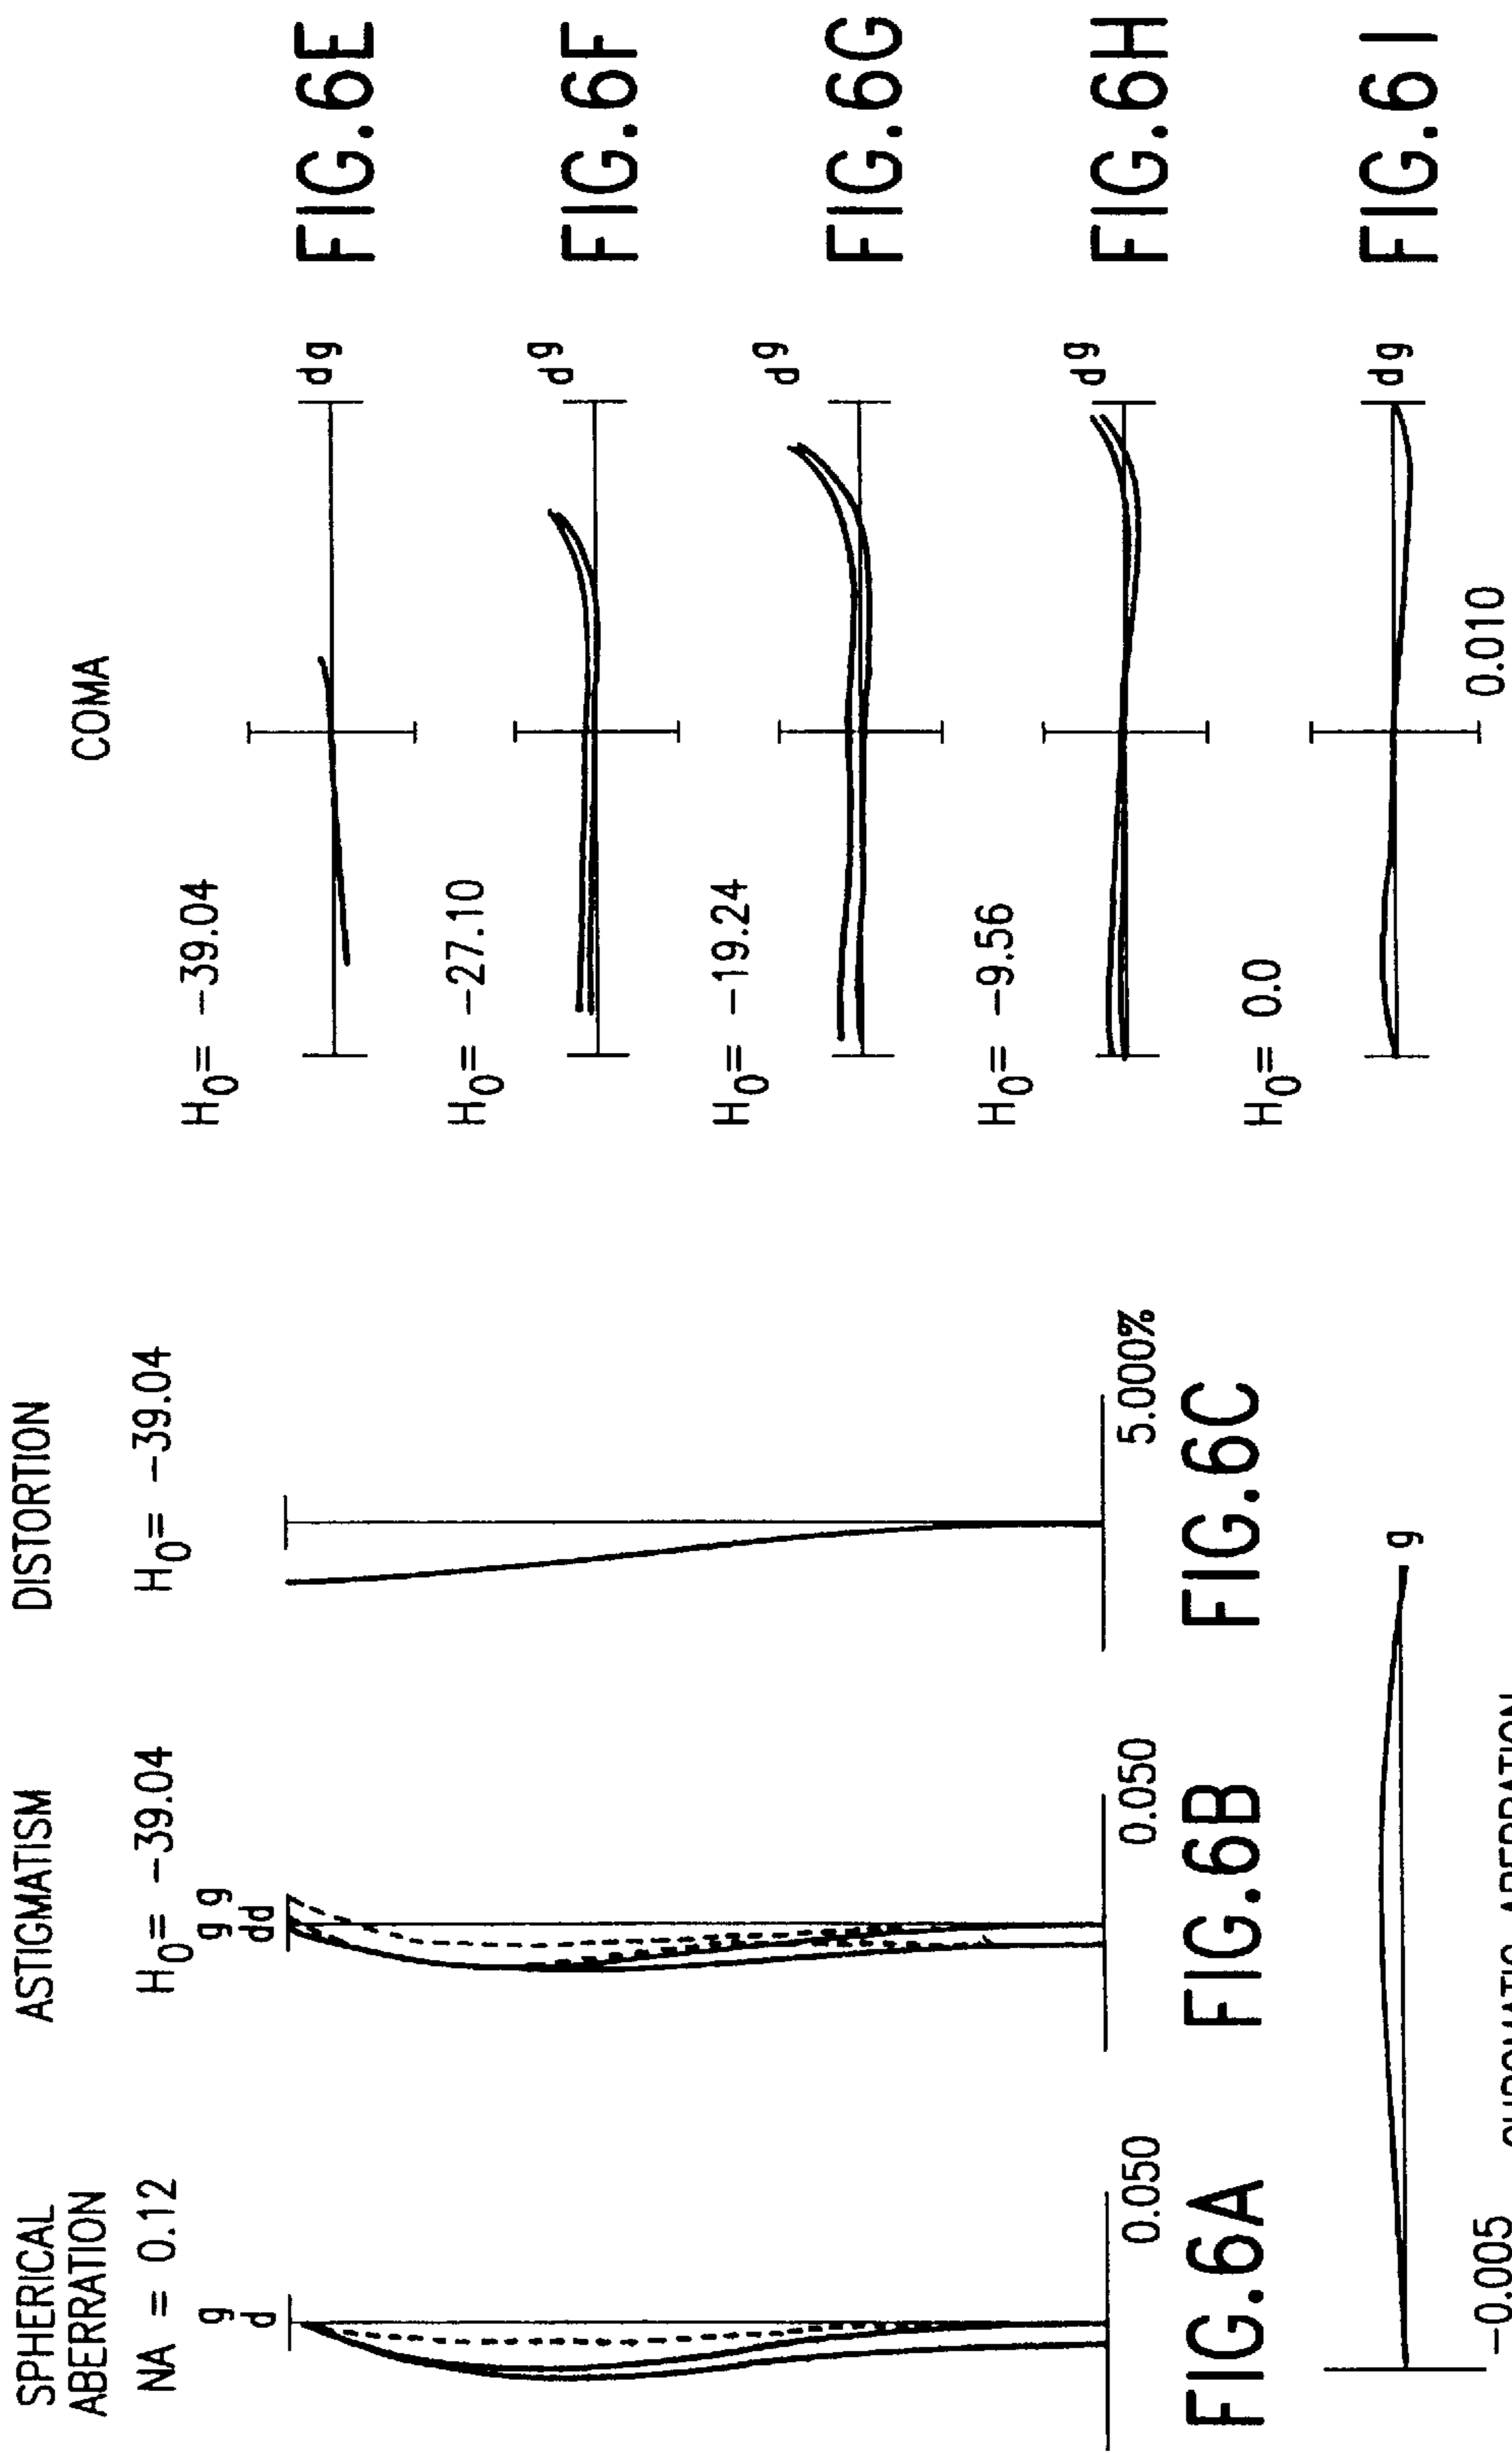 SPHERICAL
ABERRATION
NA = 0.12
g
d
0.050
FIG.6A
ASTIGMATISM
H0= −39.04
g g
dd
0.050
FIG.6B
DISTORTION
H0= −39.04
5.000%
FIG.6C
−0.005
g
CHROMATIC ABERRATION
COMA
H0= −39.04
dg
FIG.6E
H0= −27.10
dg
FIG.6F
H0= −19.24
dg
FIG.6G
H0= −9.56
dg
FIG.6H
H0= 0.0
dg
0.010
FIG.6I